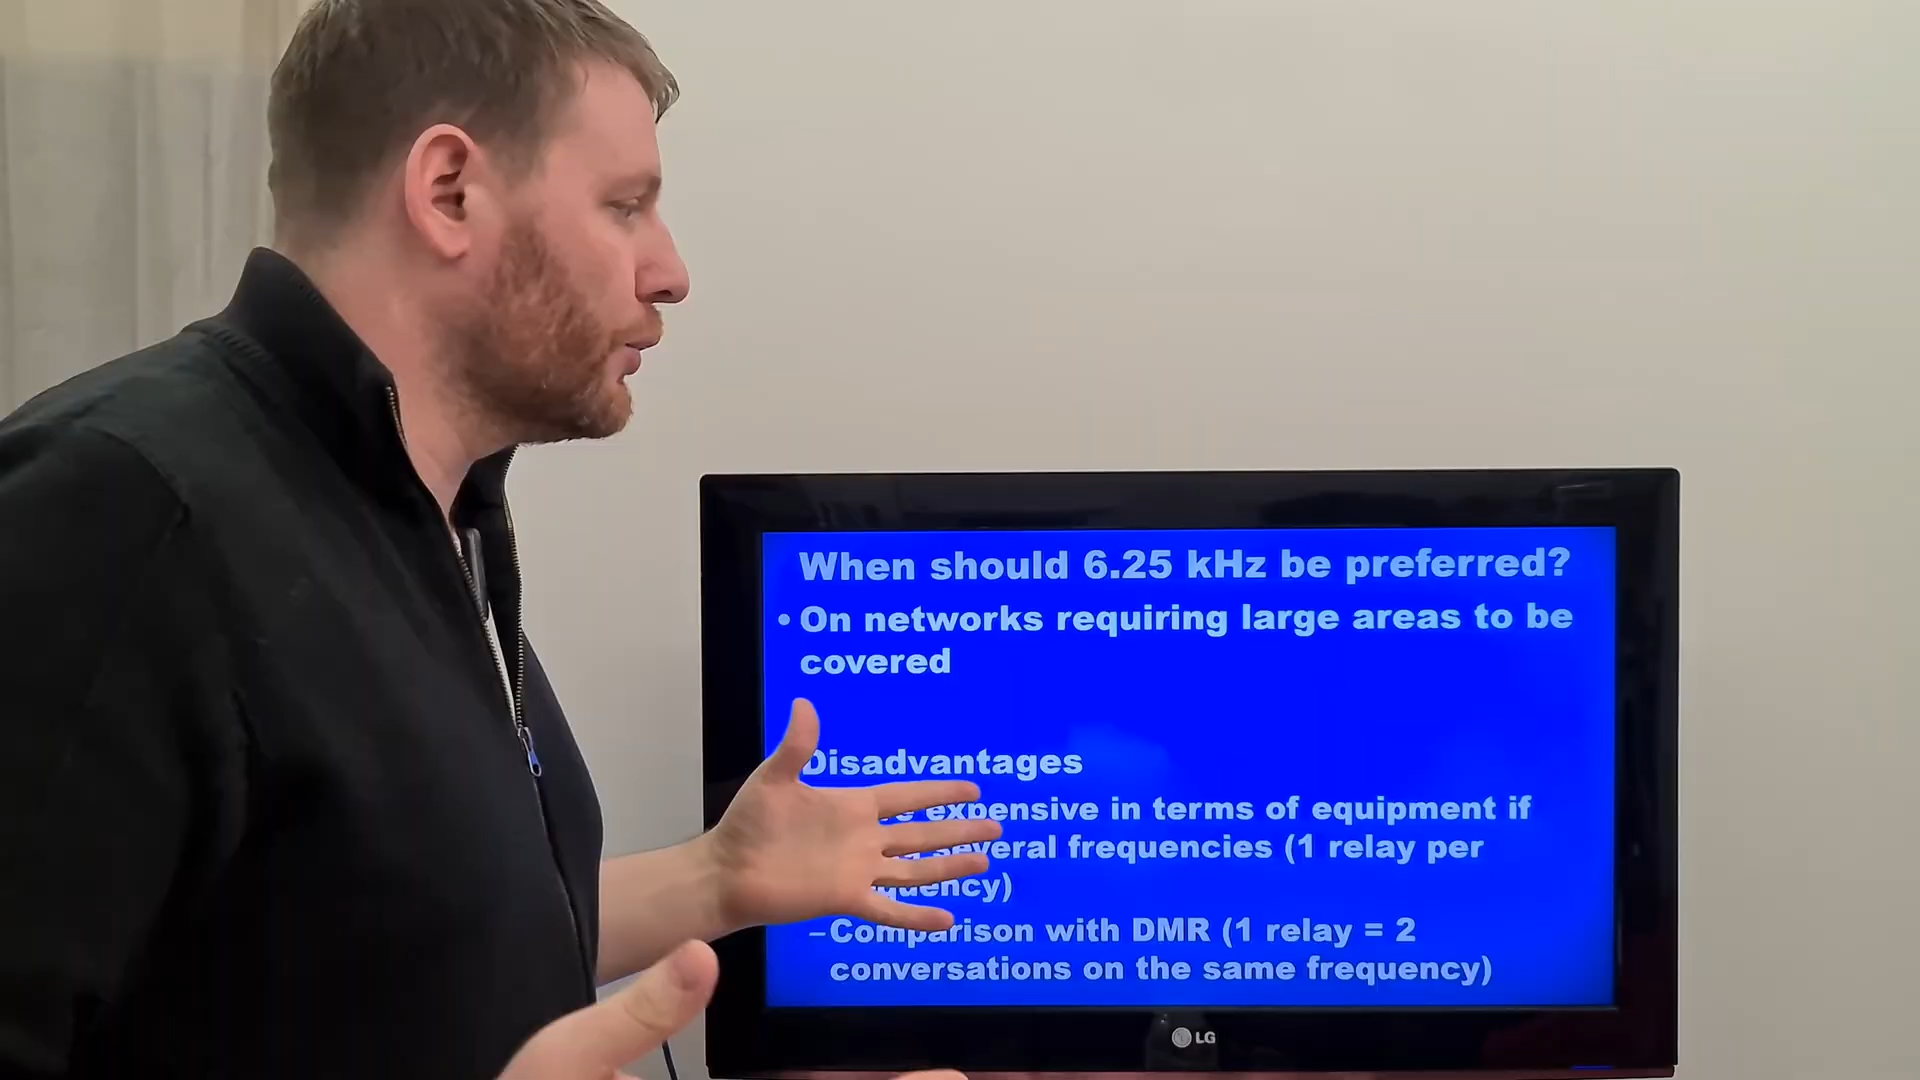 When should 6.25 kHz be preferred?
• On networks requiring large areas to be
covered
Disadvantages
expensive in terms of equipment if
several frequencies (1 relay per
–Comparison with DMR (1 relay = 2
conversations on the same frequency)
LG